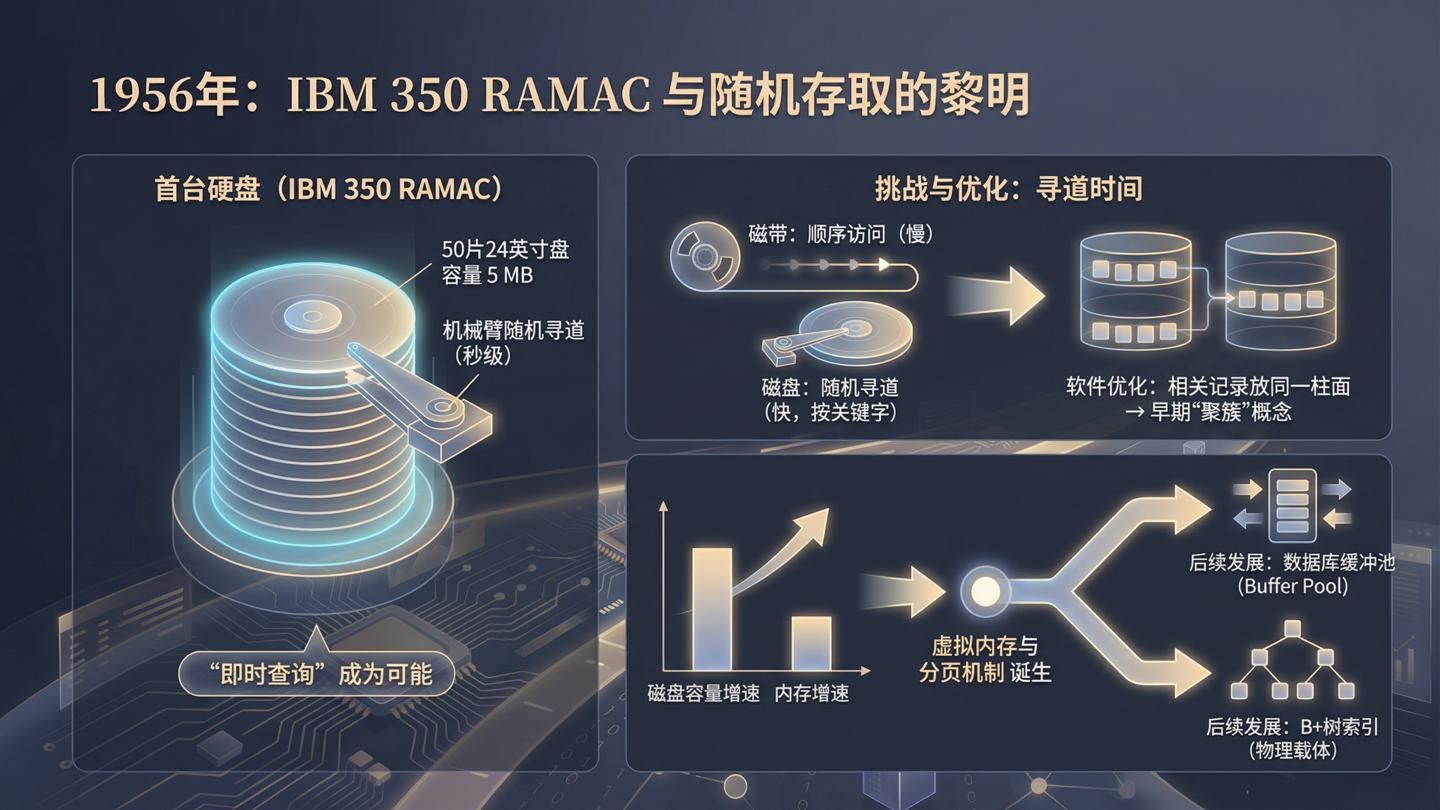 1956年：IBM 350 RAMAC 与随机存取的黎明
首台硬盘（IBM 350 RAMAC）
50片24英寸盘
容量 5 MB
机械臂随机寻道
（秒级）
“即时查询”成为可能
挑战与优化：寻道时间
磁带：顺序访问（慢）
磁盘：随机寻道
（快，按关键字）
软件优化：相关记录放同一柱面
→ 早期“聚簇”概念
磁盘容量增速
内存增速
虚拟内存与
分页机制 诞生
后续发展：数据库缓冲池
（Buffer Pool）
后续发展：B+树索引
（物理载体）